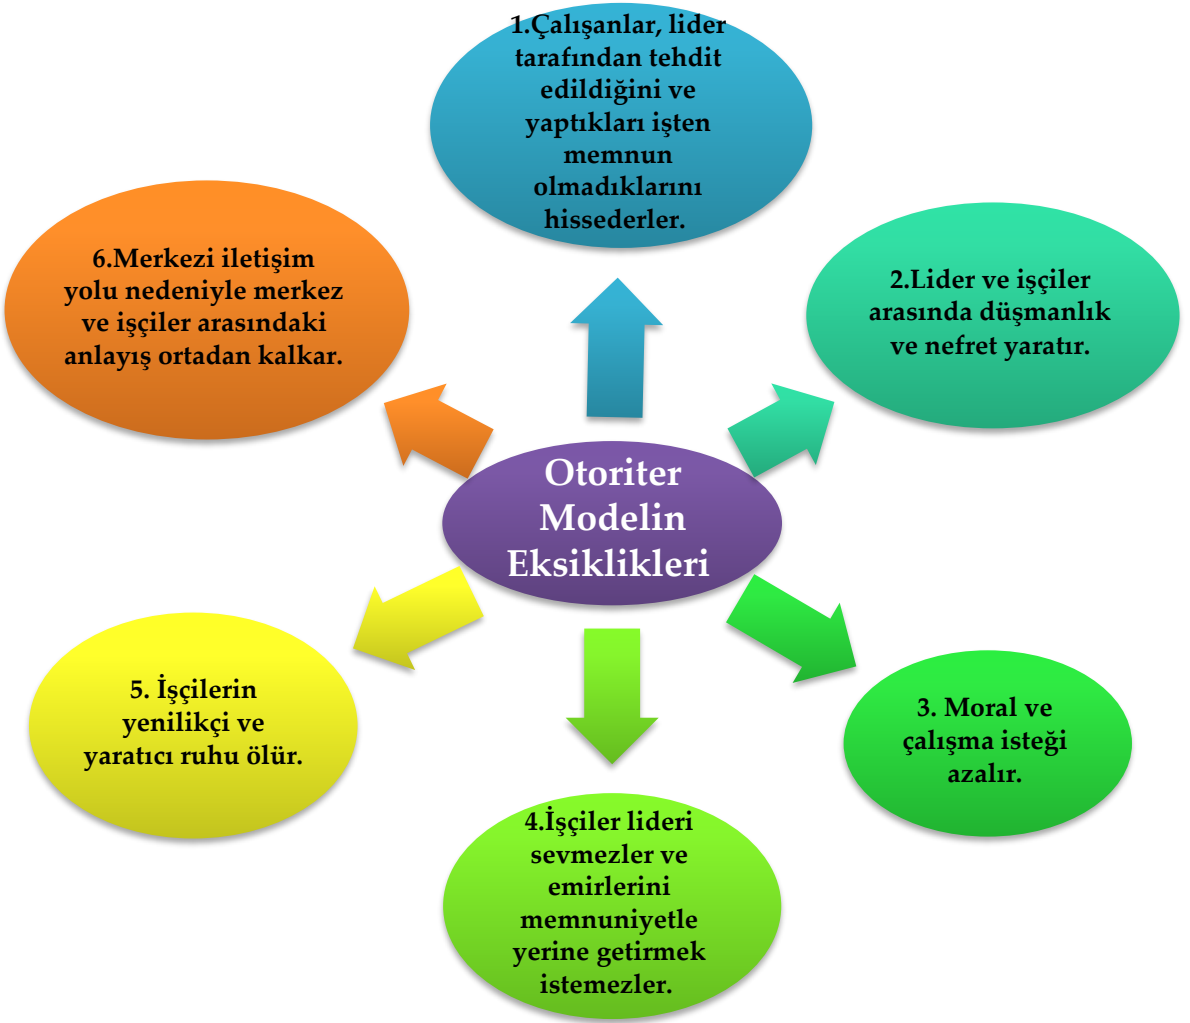 1.Çalışanlar, lider
tarafından tehdit
edildiğini ve
yaptıkları işten
memnun
olmadıklarını
hissederler.
2.Lider ve işçiler
arasında düşmanlık
ve nefret yaratır.
3. Moral ve
çalışma isteği
azalır.
4.İşçiler lideri
sevmezler ve
emirlerini
memnuniyetle
yerine getirmek
istemezler.
5. İşçilerin
yenilikçi ve
yaratıcı ruhu ölür.
6.Merkezi iletişim
yolu nedeniyle merkez
ve işçiler arasındaki
anlayış ortadan kalkar.
Otoriter
Modelin
Eksiklikleri